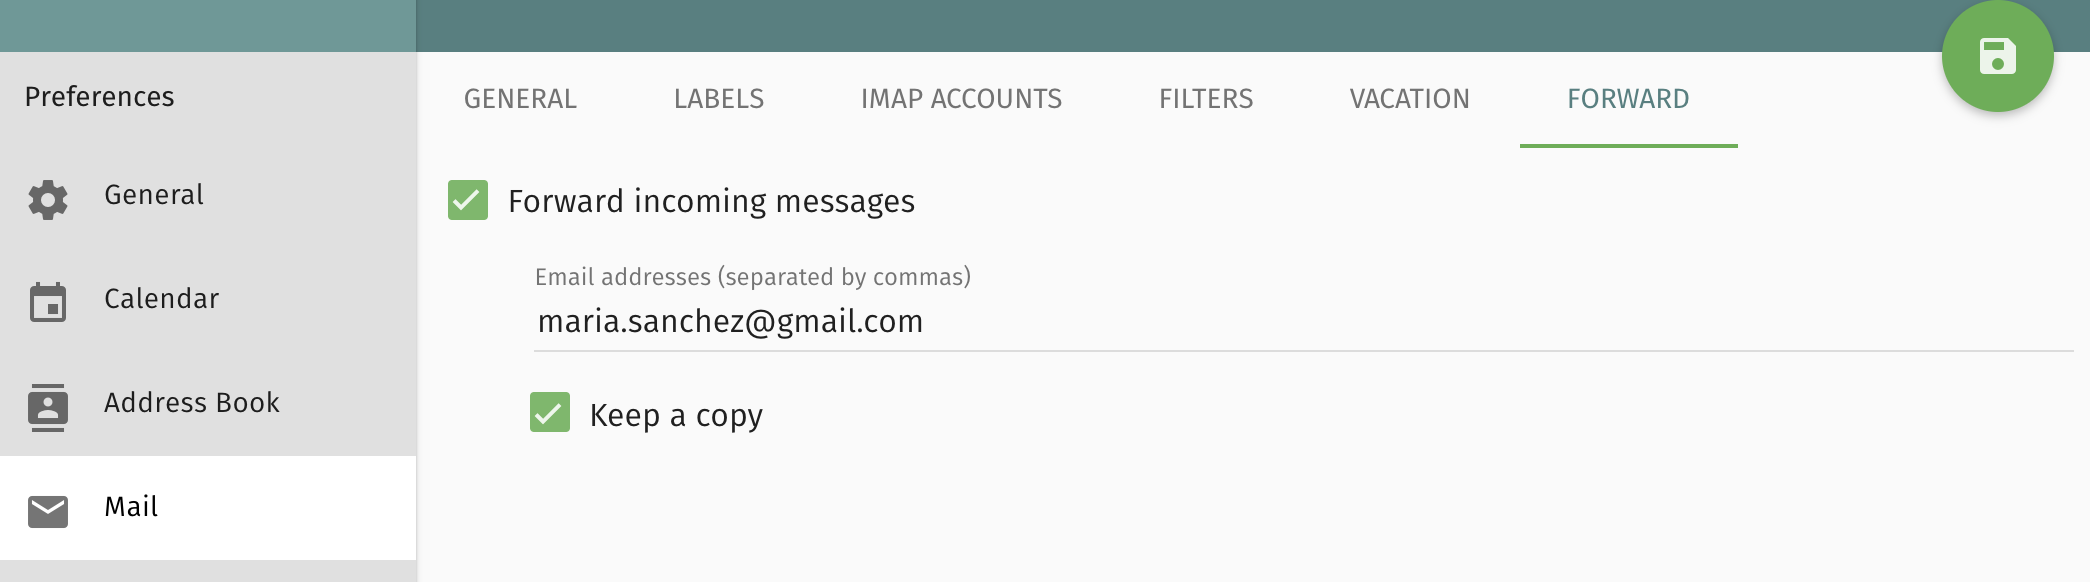 Preferences
General
Calendar
Address Book
Mail
GENERAL LABELS IMAP ACCOUNTS FILTERS VACATION FORWARD
Forward incoming messages
Email addresses (separated by commas)
maria.sanchez@gmail.com
Keep a copy